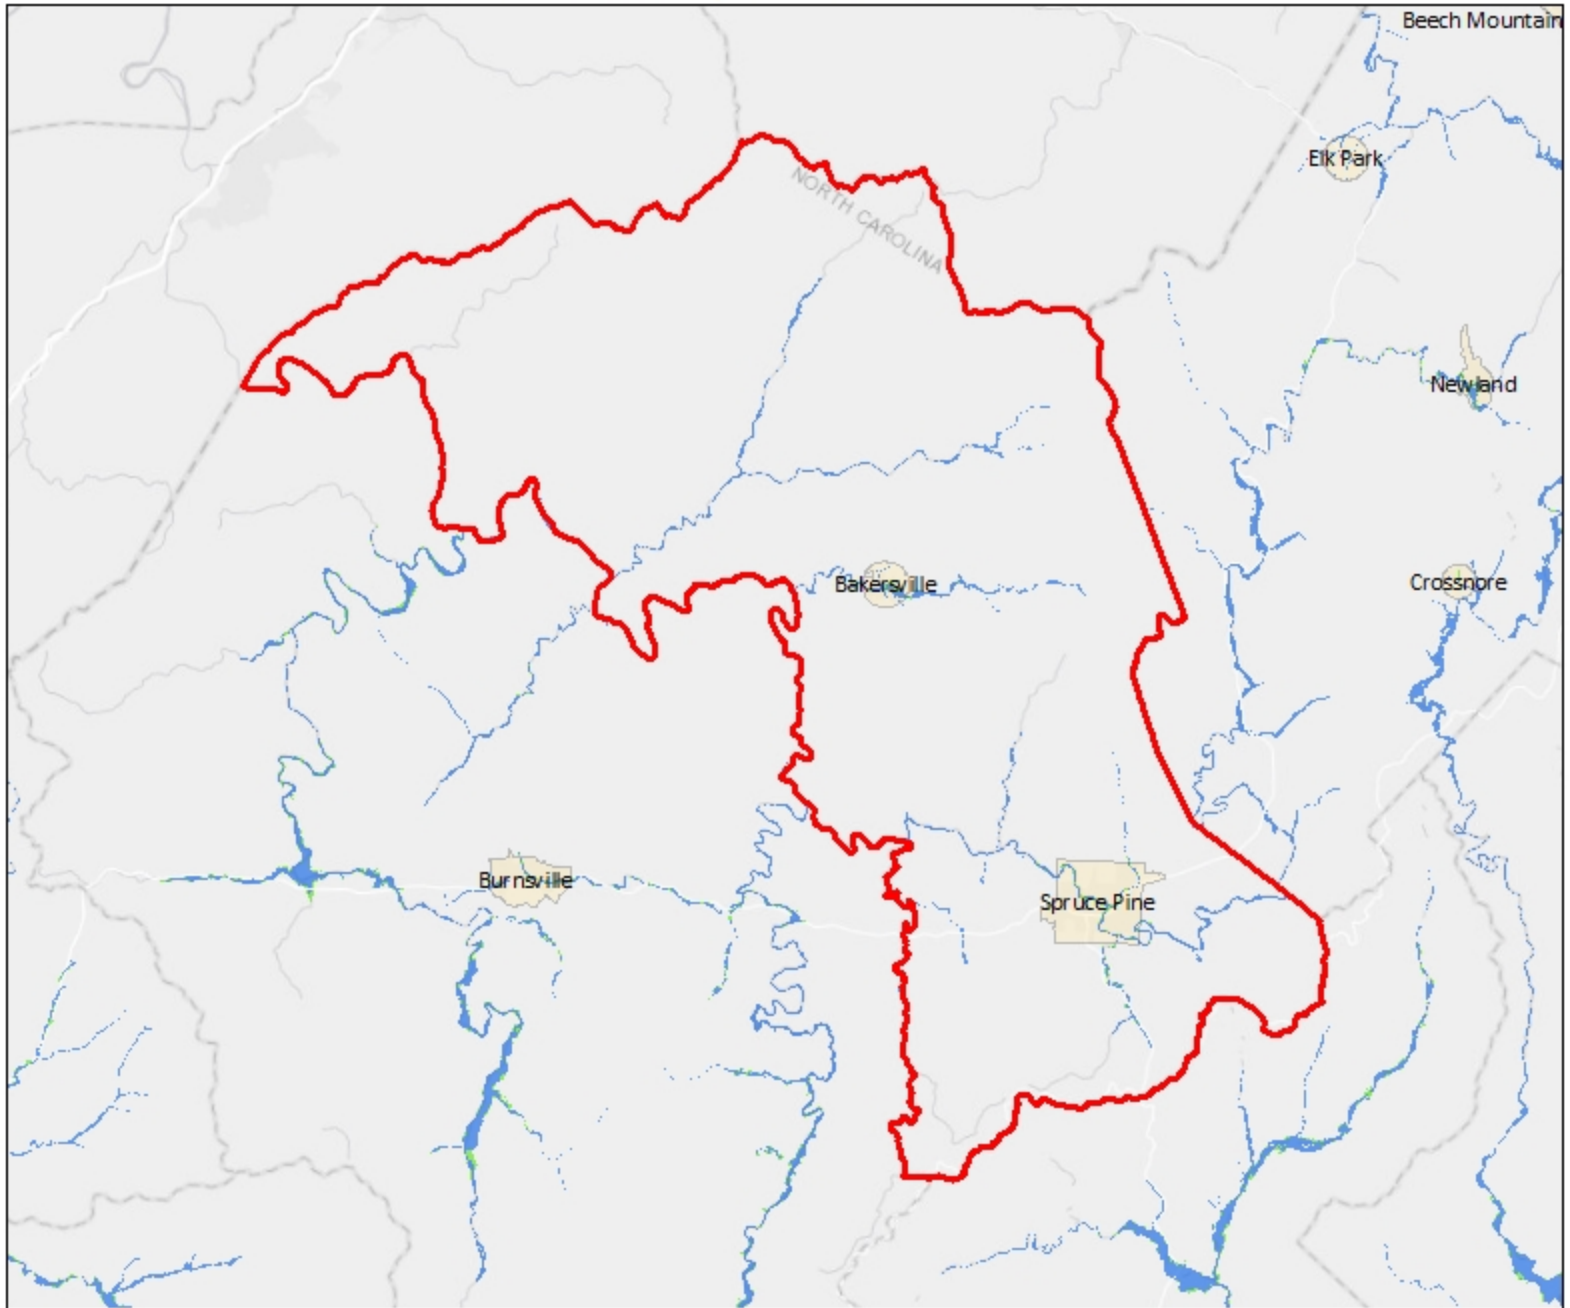 Beech Mountain
Elk Park
NORTH CAROLINA
Newland
Bakersville
Crossnore
Burnsville
Spruce Pine